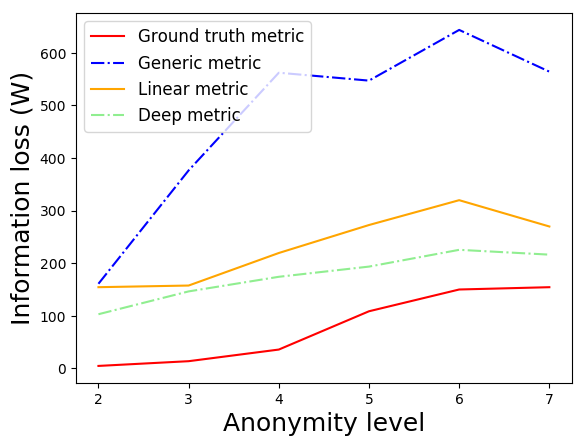 Ground truth metric
Generic metric
Linear metric
Deep metric
Information loss (W)
600
500
400
300
200
100
0
2 3 4 5 6 7
Anonymity level